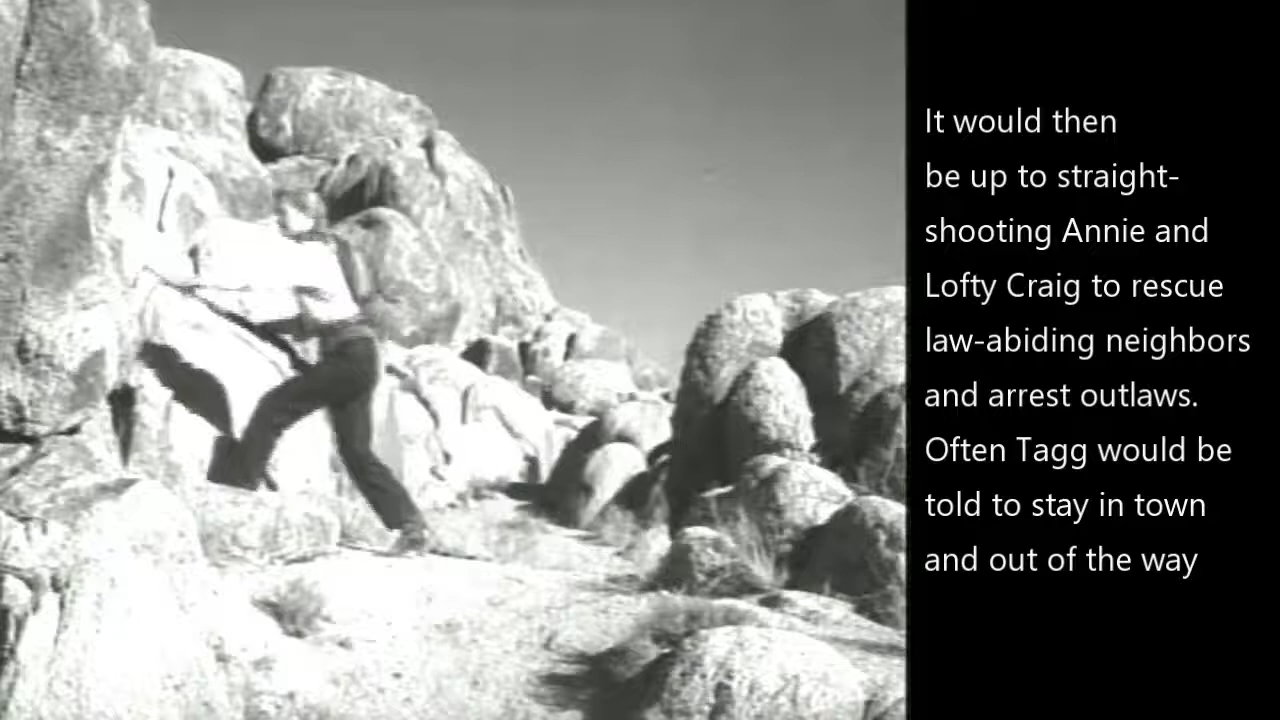 It would then
be up to straight-
shooting Annie and
Lofty Craig to rescue
law-abiding neighbors
and arrest outlaws.
Often Tagg would be
told to stay in town
and out of the way